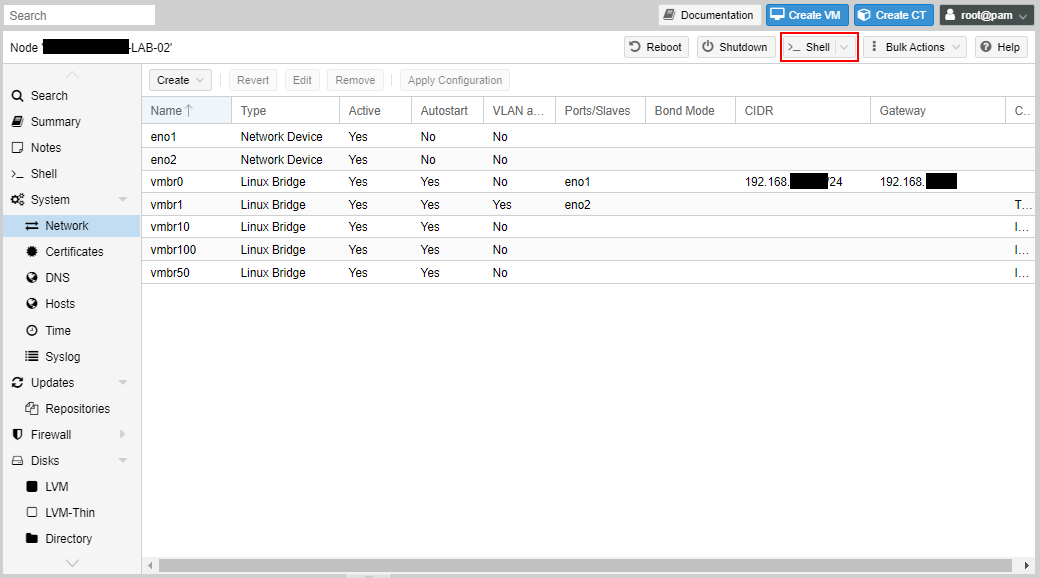 Search
Documentation
Create VM
Create CT
root@pam
Node '-LAB-02'
Reboot
Shutdown
>_ Shell
Bulk Actions
Help
Search
Summary
Notes
>_ Shell
System
Network
Certificates
DNS
Hosts
Time
Syslog
Updates
Repositories
Firewall
Disks
LVM
LVM-Thin
Directory
Create
Revert
Edit
Remove
Apply Configuration
Name Type Active Autostart VLAN a... Ports/Slaves Bond Mode CIDR Gateway C...
eno1 Network Device Yes No No
eno2 Network Device Yes No No
vmbr0 Linux Bridge Yes Yes No eno1 192.168. /24 192.168.
vmbr1 Linux Bridge Yes Yes Yes eno2 T...
vmbr10 Linux Bridge Yes Yes No I...
vmbr100 Linux Bridge Yes Yes No I...
vmbr50 Linux Bridge Yes Yes No I...